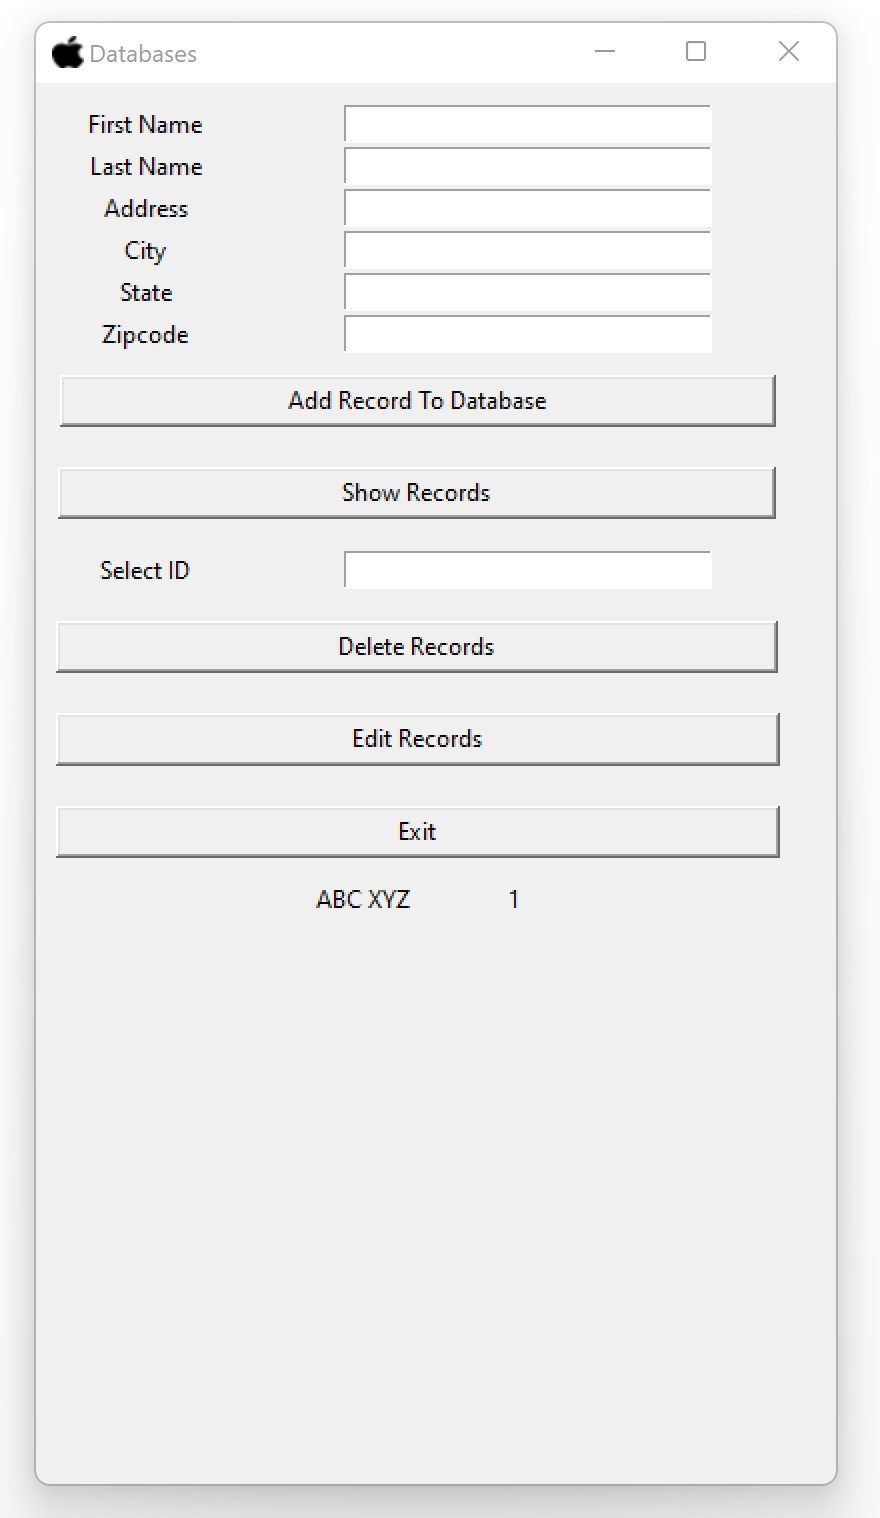 Databases
First Name
Last Name
Address
City
State
Zipcode
Add Record To Database
Show Records
Select ID
Delete Records
Edit Records
Exit
ABC XYZ 1